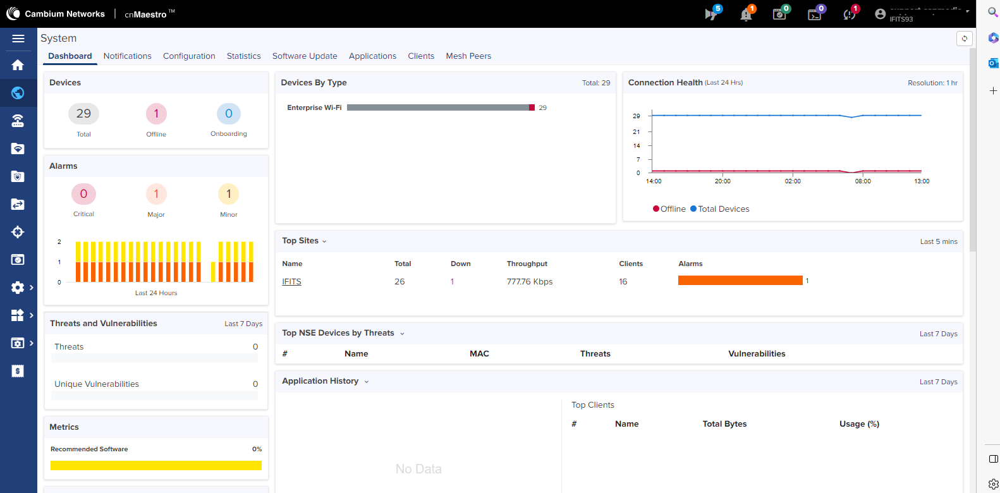 Cambium Networks | cnMaestro™
5 1 0 0 1
IFITS93
System
Dashboard Notifications Configuration Statistics Software Update Applications Clients Mesh Peers
Devices
29 1 0
Total Offline Onboarding
Alarms
0 1 1
Critical Major Minor
2
1
0
Last 24 Hours
Threats and Vulnerabilities Last 7 Days
Threats 0
Unique Vulnerabilities 0
Metrics
Recommended Software 0%
Devices By Type Total: 29
Enterprise Wi-Fi 29
Connection Health (Last 24 Hrs) Resolution: 1 hr
29
21
14
7
0
14:00 20:00 02:00 08:00 13:00
Offline Total Devices
Top Sites Last 5 mins
Name Total Down Throughput Clients Alarms
IFITS 26 1 777.76 Kbps 16 1
Top NSE Devices by Threats Last 7 Days
# Name MAC Threats Vulnerabilities
Application History Last 7 Days
No Data
Top Clients
# Name Total Bytes Usage (%)